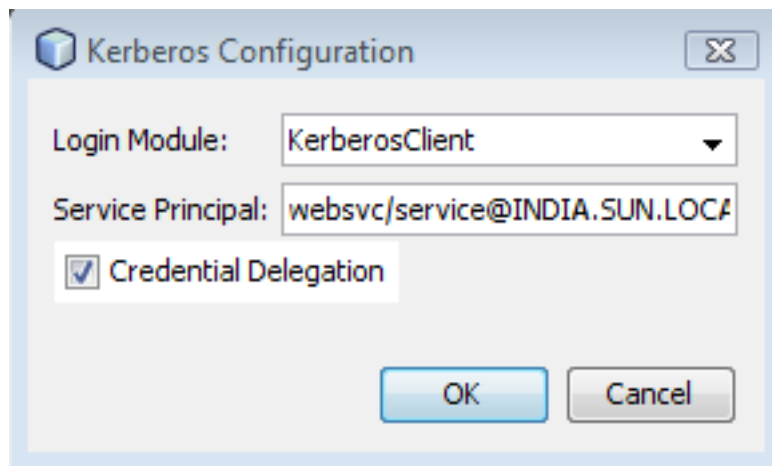 Kerberos Configuration
Login Module: KerberosClient
Service Principal: websvc/service@INDIA.SUN.LOCA
Credential Delegation
OK Cancel